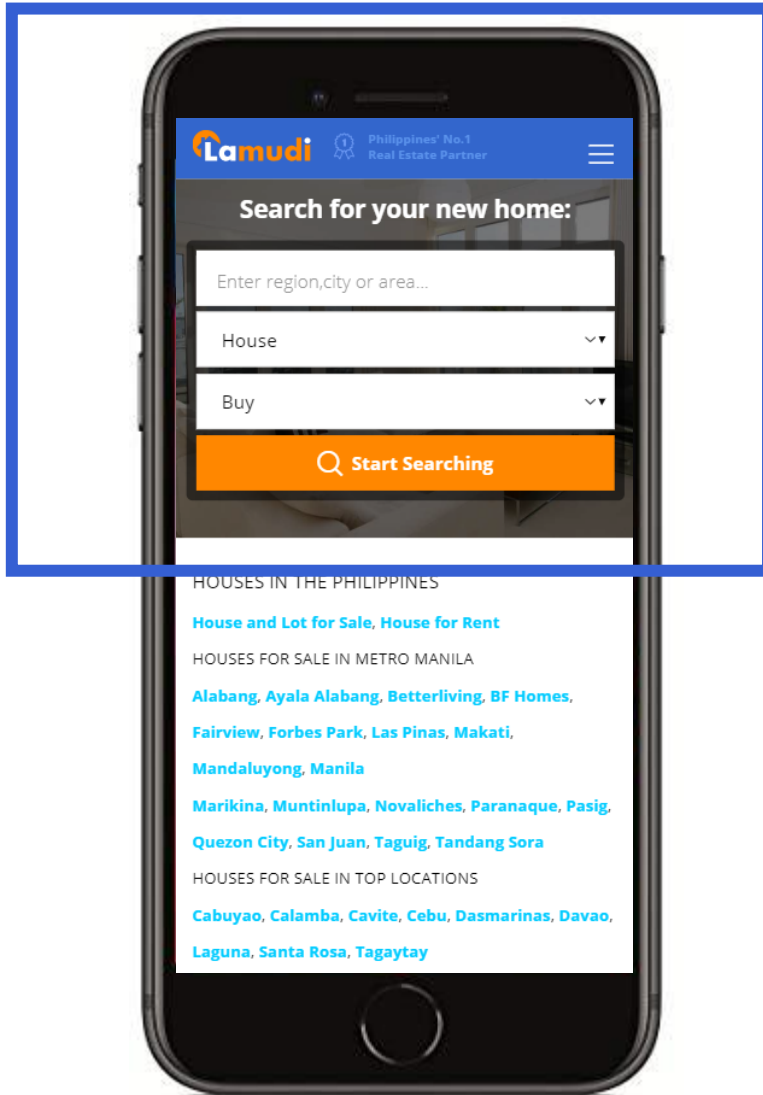 Lamudi
1
Philippines' No.1
Real Estate Partner
Search for your new home:
Enter region,city or area...
House
Buy
Start Searching
HOUSES IN THE PHILIPPINES
House and Lot for Sale, House for Rent
HOUSES FOR SALE IN METRO MANILA
Alabang, Ayala Alabang, Betterliving, BF Homes,
Fairview, Forbes Park, Las Pinas, Makati,
Mandaluyong, Manila
Marikina, Muntinlupa, Novaliches, Paranaque, Pasig,
Quezon City, San Juan, Taguig, Tandang Sora
HOUSES FOR SALE IN TOP LOCATIONS
Cabuyao, Calamba, Cavite, Cebu, Dasmarinas, Davao,
Laguna, Santa Rosa, Tagaytay